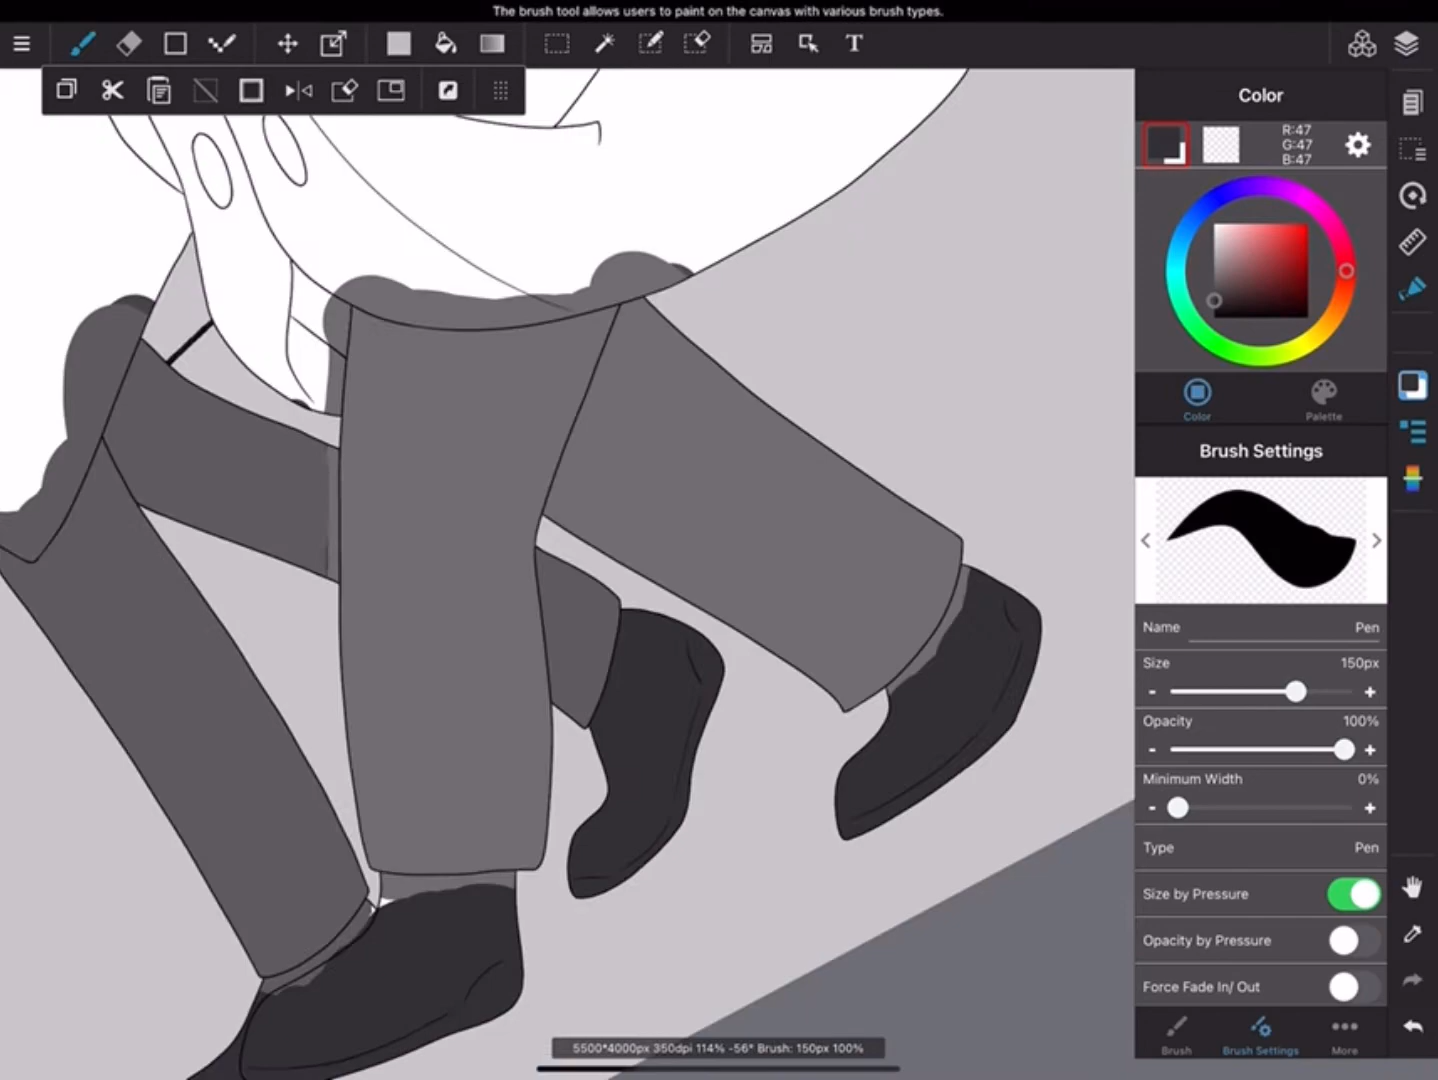 The brush tool allows users to paint on the canvas with various brush types.
T
Color
R:47
G:47
B:47
Color
Palette
Brush Settings
Name Pen
Size 150px
- +
Opacity 100%
- +
Minimum Width 0%
- +
Type Pen
Size by Pressure
Opacity by Pressure
Force Fade In/ Out
Brush
Brush Settings
More
5500*4000px 350dpi 114% -56° Brush: 150px 100%